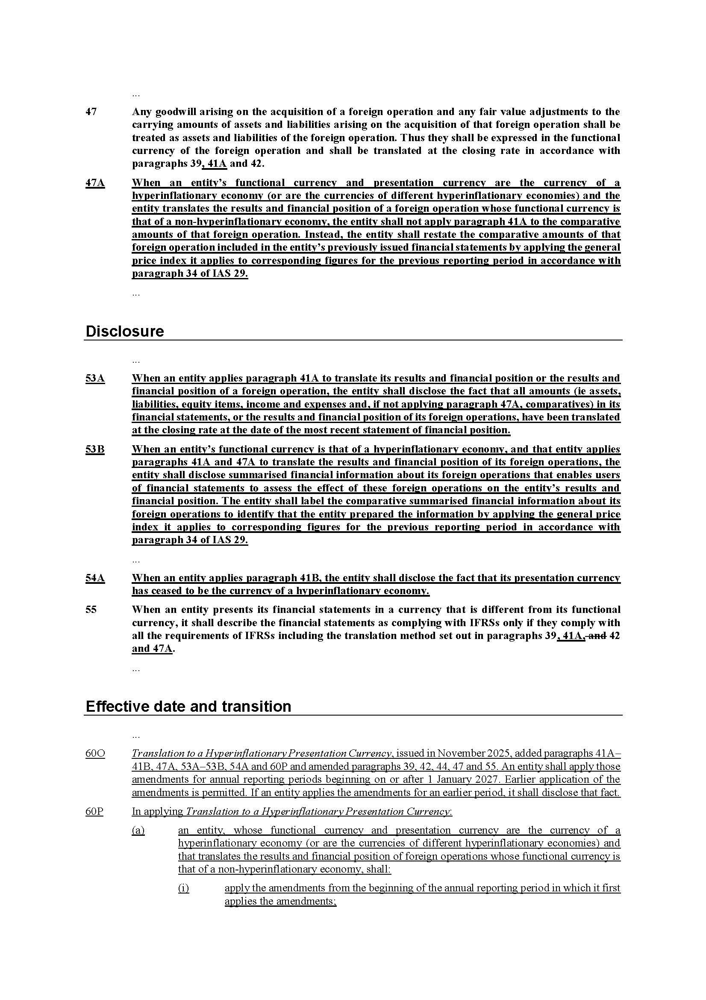 ...
47 Any goodwill arising on the acquisition of a foreign operation and any fair value adjustments to the
carrying amounts of assets and liabilities arising on the acquisition of that foreign operation shall be
treated as assets and liabilities of the foreign operation. Thus they shall be expressed in the functional
currency of the foreign operation and shall be translated at the closing rate in accordance with
paragraphs 39, 41A and 42.
47A When an entity’s functional currency and presentation currency are the currency of a
hyperinflationary economy (or are the currencies of different hyperinflationary economies) and the
entity translates the results and financial position of a foreign operation whose functional currency is
that of a non-hyperinflationary economy, the entity shall not apply paragraph 41A to the comparative
amounts of that foreign operation. Instead, the entity shall restate the comparative amounts of that
foreign operation included in the entity’s previously issued financial statements by applying the general
price index it applies to corresponding figures for the previous reporting period in accordance with
paragraph 34 of IAS 29.
...
Disclosure
...
53A When an entity applies paragraph 41A to translate its results and financial position or the results and
financial position of a foreign operation, the entity shall disclose the fact that all amounts (ie assets,
liabilities, equity items, income and expenses and, if not applying paragraph 47A, comparatives) in its
financial statements, or the results and financial position of its foreign operations, have been translated
at the closing rate at the date of the most recent statement of financial position.
53B When an entity’s functional currency is that of a hyperinflationary economy, and that entity applies
paragraphs 41A and 47A to translate the results and financial position of its foreign operations, the
entity shall disclose summarised financial information about its foreign operations that enables users
of financial statements to assess the effect of these foreign operations on the entity’s results and
financial position. The entity shall label the comparative summarised financial information about its
foreign operations to identify that the entity prepared the information by applying the general price
index it applies to corresponding figures for the previous reporting period in accordance with
paragraph 34 of IAS 29.
...
54A When an entity applies paragraph 41B, the entity shall disclose the fact that its presentation currency
has ceased to be the currency of a hyperinflationary economy.
55 When an entity presents its financial statements in a currency that is different from its functional
currency, it shall describe the financial statements as complying with IFRSs only if they comply with
all the requirements of IFRSs including the translation method set out in paragraphs 39, 41A, and 42
and 47A.
...
Effective date and transition
...
60O Translation to a Hyperinflationary Presentation Currency, issued in November 2025, added paragraphs 41A–
41B, 47A, 53A–53B, 54A and 60P and amended paragraphs 39, 42, 44, 47 and 55. An entity shall apply those
amendments for annual reporting periods beginning on or after 1 January 2027. Earlier application of the
amendments is permitted. If an entity applies the amendments for an earlier period, it shall disclose that fact.
60P In applying Translation to a Hyperinflationary Presentation Currency:
(a) an entity, whose functional currency and presentation currency are the currency of a
hyperinflationary economy (or are the currencies of different hyperinflationary economies) and
that translates the results and financial position of foreign operations whose functional currency is
that of a non-hyperinflationary economy, shall:
(i) apply the amendments from the beginning of the annual reporting period in which it first
applies the amendments;